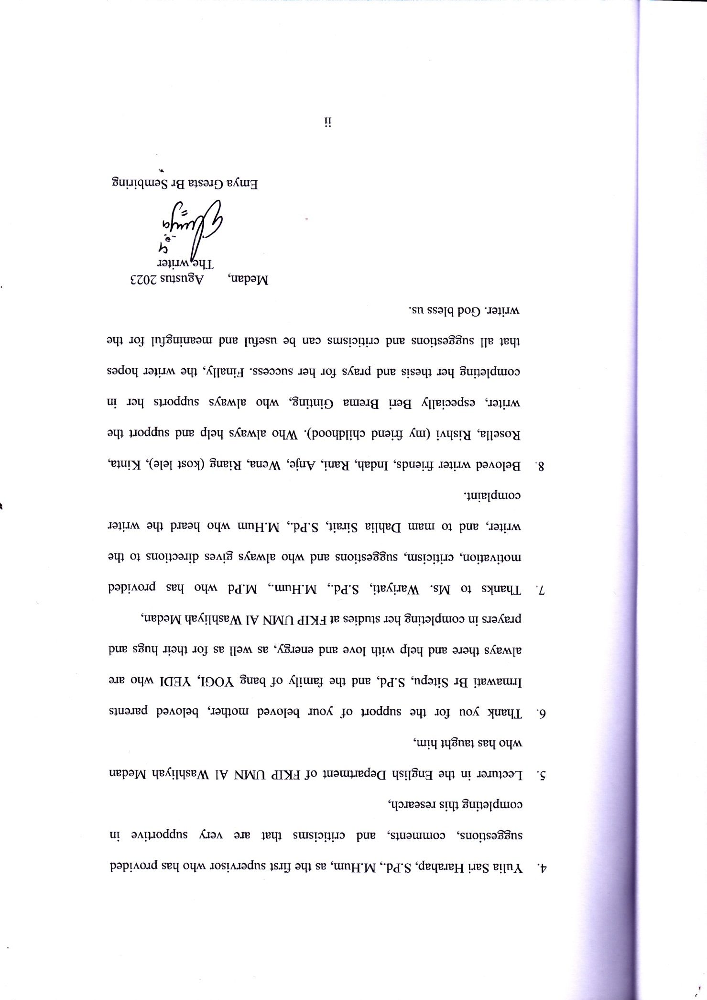 4. Yulia Sari Harahap, S.Pd., M.Hum, as the first supervisor who has provided
suggestions, comments, and criticisms that are very supportive in
completing this research,
5. Lecturer in the English Department of FKIP UMN Al Washliyah Medan
who has taught him,
6. Thank you for the support of your beloved mother, beloved parents
Irmawati Br Sitepu, S.Pd, and the family of bang YOGI, YEDI who are
always there and help with love and energy, as well as for their hugs and
prayers in completing her studies at FKIP UMN Al Washliyah Medan,
7. Thanks to Ms. Wariyati, S.Pd., M.Hum., M.Pd who has provided
motivation, criticism, suggestions and who always gives directions to the
writer, and to mam Dahlia Sirait, S.Pd., M.Hum who heard the writer
complaint.
8. Beloved writer friends, Indah, Rani, Anje, Wena, Riang (kost lele), Kinta,
Rosella, Rishvi (my friend childhood). Who always help and support the
writer, especially Beri Brema Ginting, who always supports her in
completing her thesis and prays for her success. Finally, the writer hopes
that all suggestions and criticisms can be useful and meaningful for the
writer. God bless us.
Medan, Agustus 2023
The writer
Emya Gresta Br Sembiring
ii